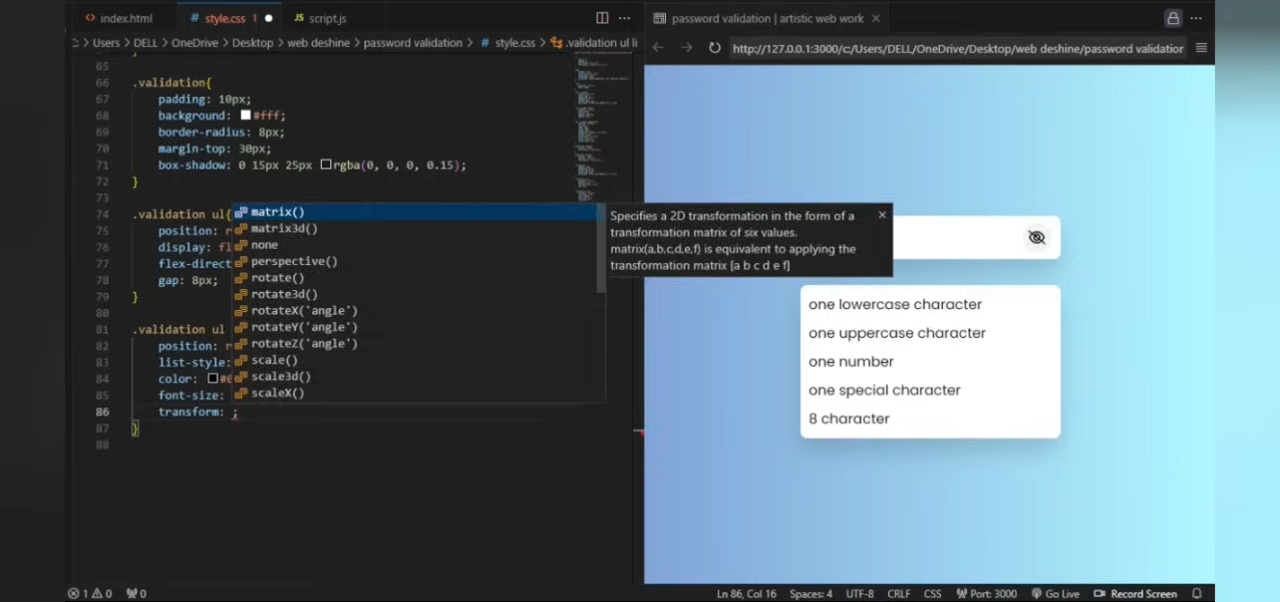 index.html
style.css 1
script.js
password validation | artistic web work
Users > DELL > OneDrive > Desktop > web deshine > password validation > # style.css > .validation ul li
http://127.0.0.1:3000/c:/Users/DELL/OneDrive/Desktop/web deshine/password validation
65
66 .validation{
67 padding: 10px;
68 background: #fff;
69 border-radius: 8px;
70 margin-top: 30px;
71 box-shadow: 0 15px 25px rgba(0, 0, 0, 0.15);
72 }
73
74 .validation ul{
75 position: r
76 display: fl
77 flex-direct
78 gap: 8px;
79 }
80
81 .validation ul
82 position: r
83 list-style:
84 color: #0
85 font-size:
86 transform: ;
87 }
88
matrix()
matrix3d()
none
perspective()
rotate()
rotate3d()
rotateX('angle')
rotateY('angle')
rotateZ('angle')
scale()
scale3d()
scaleX()
Specifies a 2D transformation in the form of a
transformation matrix of six values.
matrix(a,b,c,d,e,f) is equivalent to applying the
transformation matrix [a b c d e f]
one lowercase character
one uppercase character
one number
one special character
8 character
1 0 0
Ln 86, Col 16 Spaces: 4 UTF-8 CRLF CSS Port: 3000 Go Live Record Screen